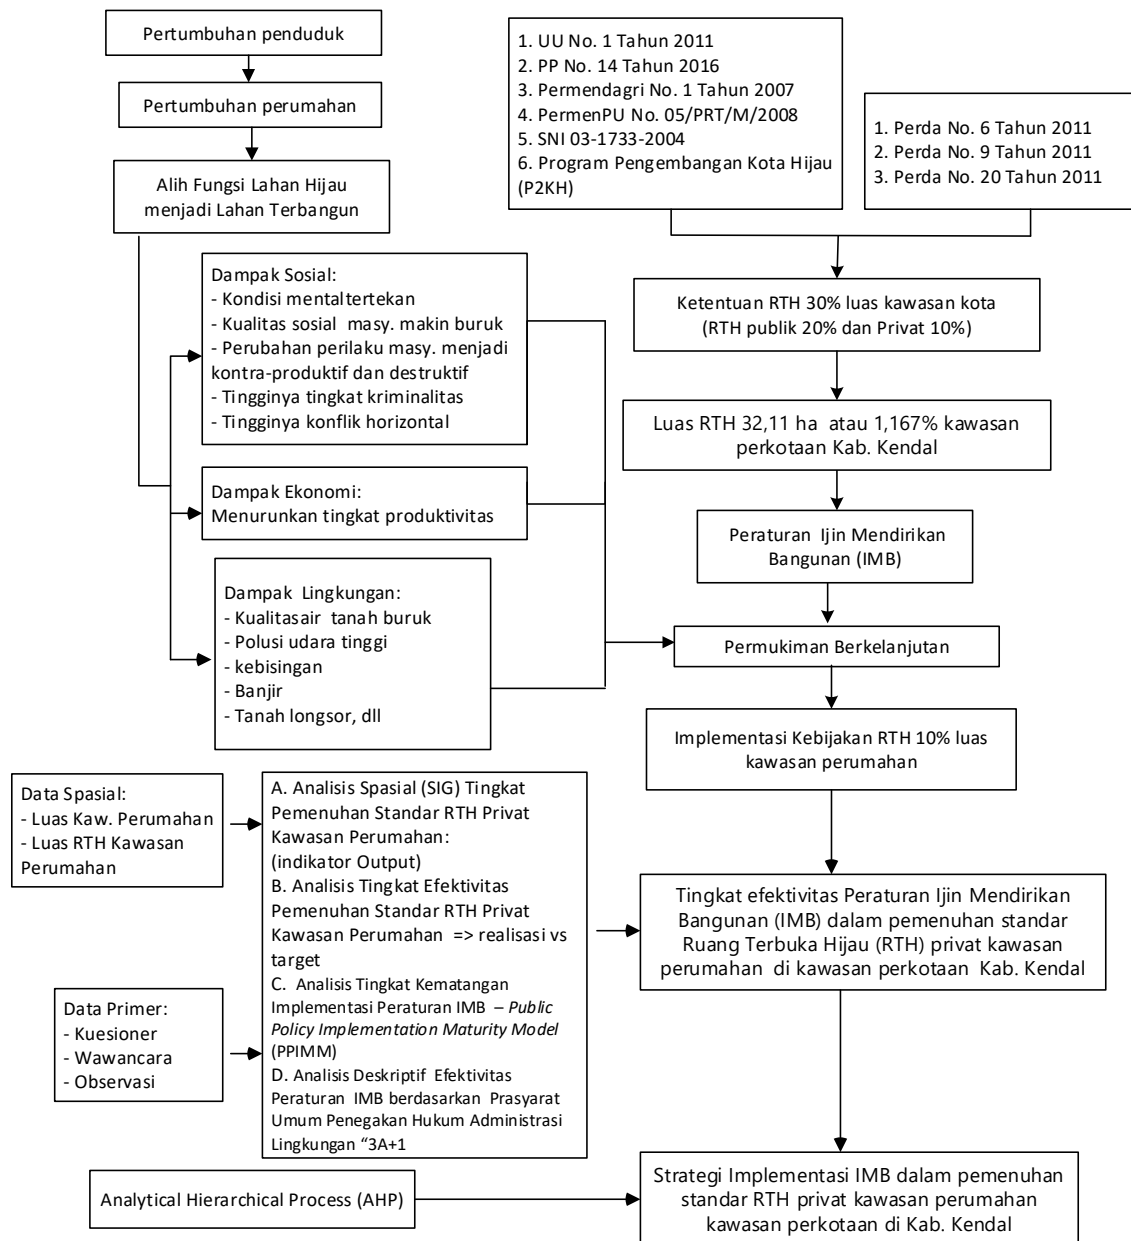 Pertumbuhan penduduk
Pertumbuhan perumahan
Alih Fungsi Lahan Hijau
menjadi Lahan Terbangun
1. UU No. 1 Tahun 2011
2. PP No. 14 Tahun 2016
3. Permendagri No. 1 Tahun 2007
4. PermenPU No. 05/PRT/M/2008
5. SNI 03-1733-2004
6. Program Pengembangan Kota Hijau
(P2KH)
1. Perda No. 6 Tahun 2011
2. Perda No. 9 Tahun 2011
3. Perda No. 20 Tahun 2011
Dampak Sosial:
- Kondisi mentaltertekan
- Kualitas sosial masy. makin buruk
- Perubahan perilaku masy. menjadi
kontra-produktif dan destruktif
- Tingginya tingkat kriminalitas
- Tingginya konflik horizontal
Dampak Ekonomi:
Menurunkan tingkat produktivitas
Dampak Lingkungan:
- Kualitasair tanah buruk
- Polusi udara tinggi
- kebisingan
- Banjir
- Tanah longsor, dll
Ketentuan RTH 30% luas kawasan kota
(RTH publik 20% dan Privat 10%)
Luas RTH 32,11 ha atau 1,167% kawasan
perkotaan Kab. Kendal
Peraturan Ijin Mendirikan
Bangunan (IMB)
Permukiman Berkelanjutan
Implementasi Kebijakan RTH 10% luas
kawasan perumahan
Data Spasial:
- Luas Kaw. Perumahan
- Luas RTH Kawasan
Perumahan
Data Primer:
- Kuesioner
- Wawancara
- Observasi
A. Analisis Spasial (SIG) Tingkat
Pemenuhan Standar RTH Privat
Kawasan Perumahan:
(indikator Output)
B. Analisis Tingkat Efektivitas
Pemenuhan Standar RTH Privat
Kawasan Perumahan => realisasi vs
target
C. Analisis Tingkat Kematangan
Implementasi Peraturan IMB – Public
Policy Implementation Maturity Model
(PPIMM)
D. Analisis Deskriptif Efektivitas
Peraturan IMB berdasarkan Prasyarat
Umum Penegakan Hukum Administrasi
Lingkungan “3A+1
Tingkat efektivitas Peraturan Ijin Mendirikan
Bangunan (IMB) dalam pemenuhan standar
Ruang Terbuka Hijau (RTH) privat kawasan
perumahan di kawasan perkotaan Kab. Kendal
Analytical Hierarchical Process (AHP)
Strategi Implementasi IMB dalam pemenuhan
standar RTH privat kawasan perumahan
kawasan perkotaan di Kab. Kendal